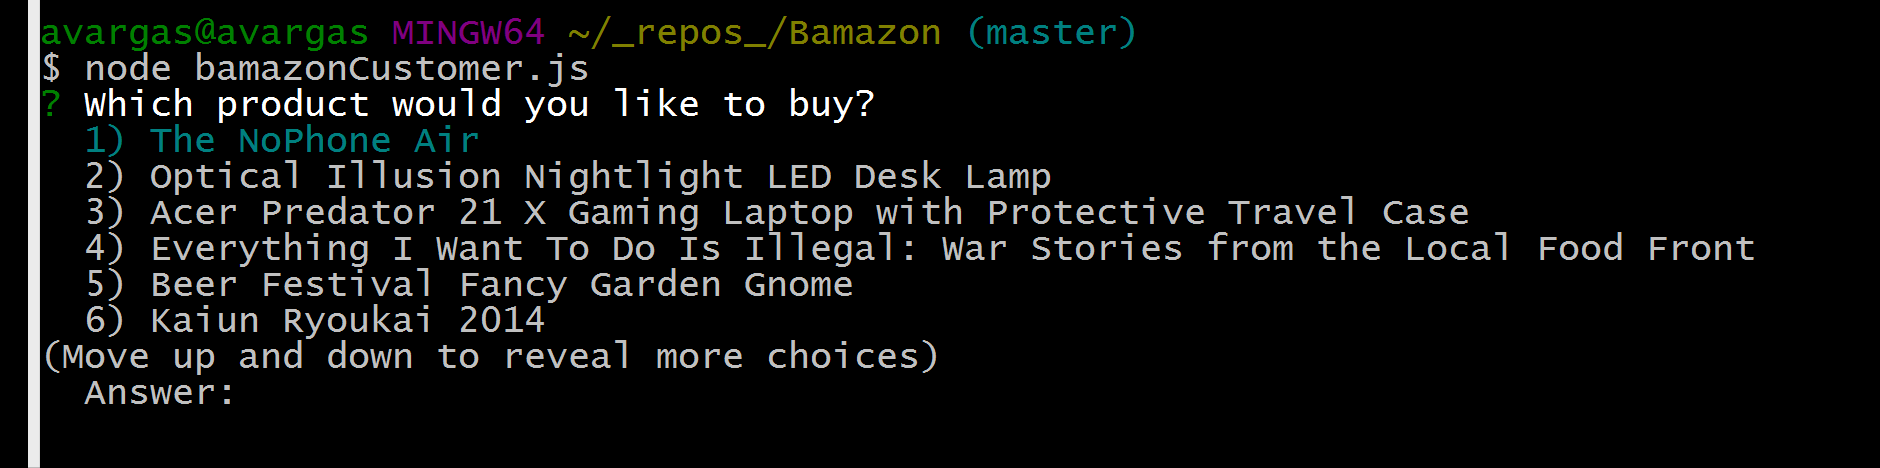 avargas@avargas MINGW64 ~/_repos_/Bamazon (master)
$ node bamazonCustomer.js
? Which product would you like to buy?
1) The NoPhone Air
2) Optical Illusion Nightlight LED Desk Lamp
3) Acer Predator 21 X Gaming Laptop with Protective Travel Case
4) Everything I Want To Do Is Illegal: War Stories from the Local Food Front
5) Beer Festival Fancy Garden Gnome
6) Kaiun Ryoukai 2014
(Move up and down to reveal more choices)
Answer: